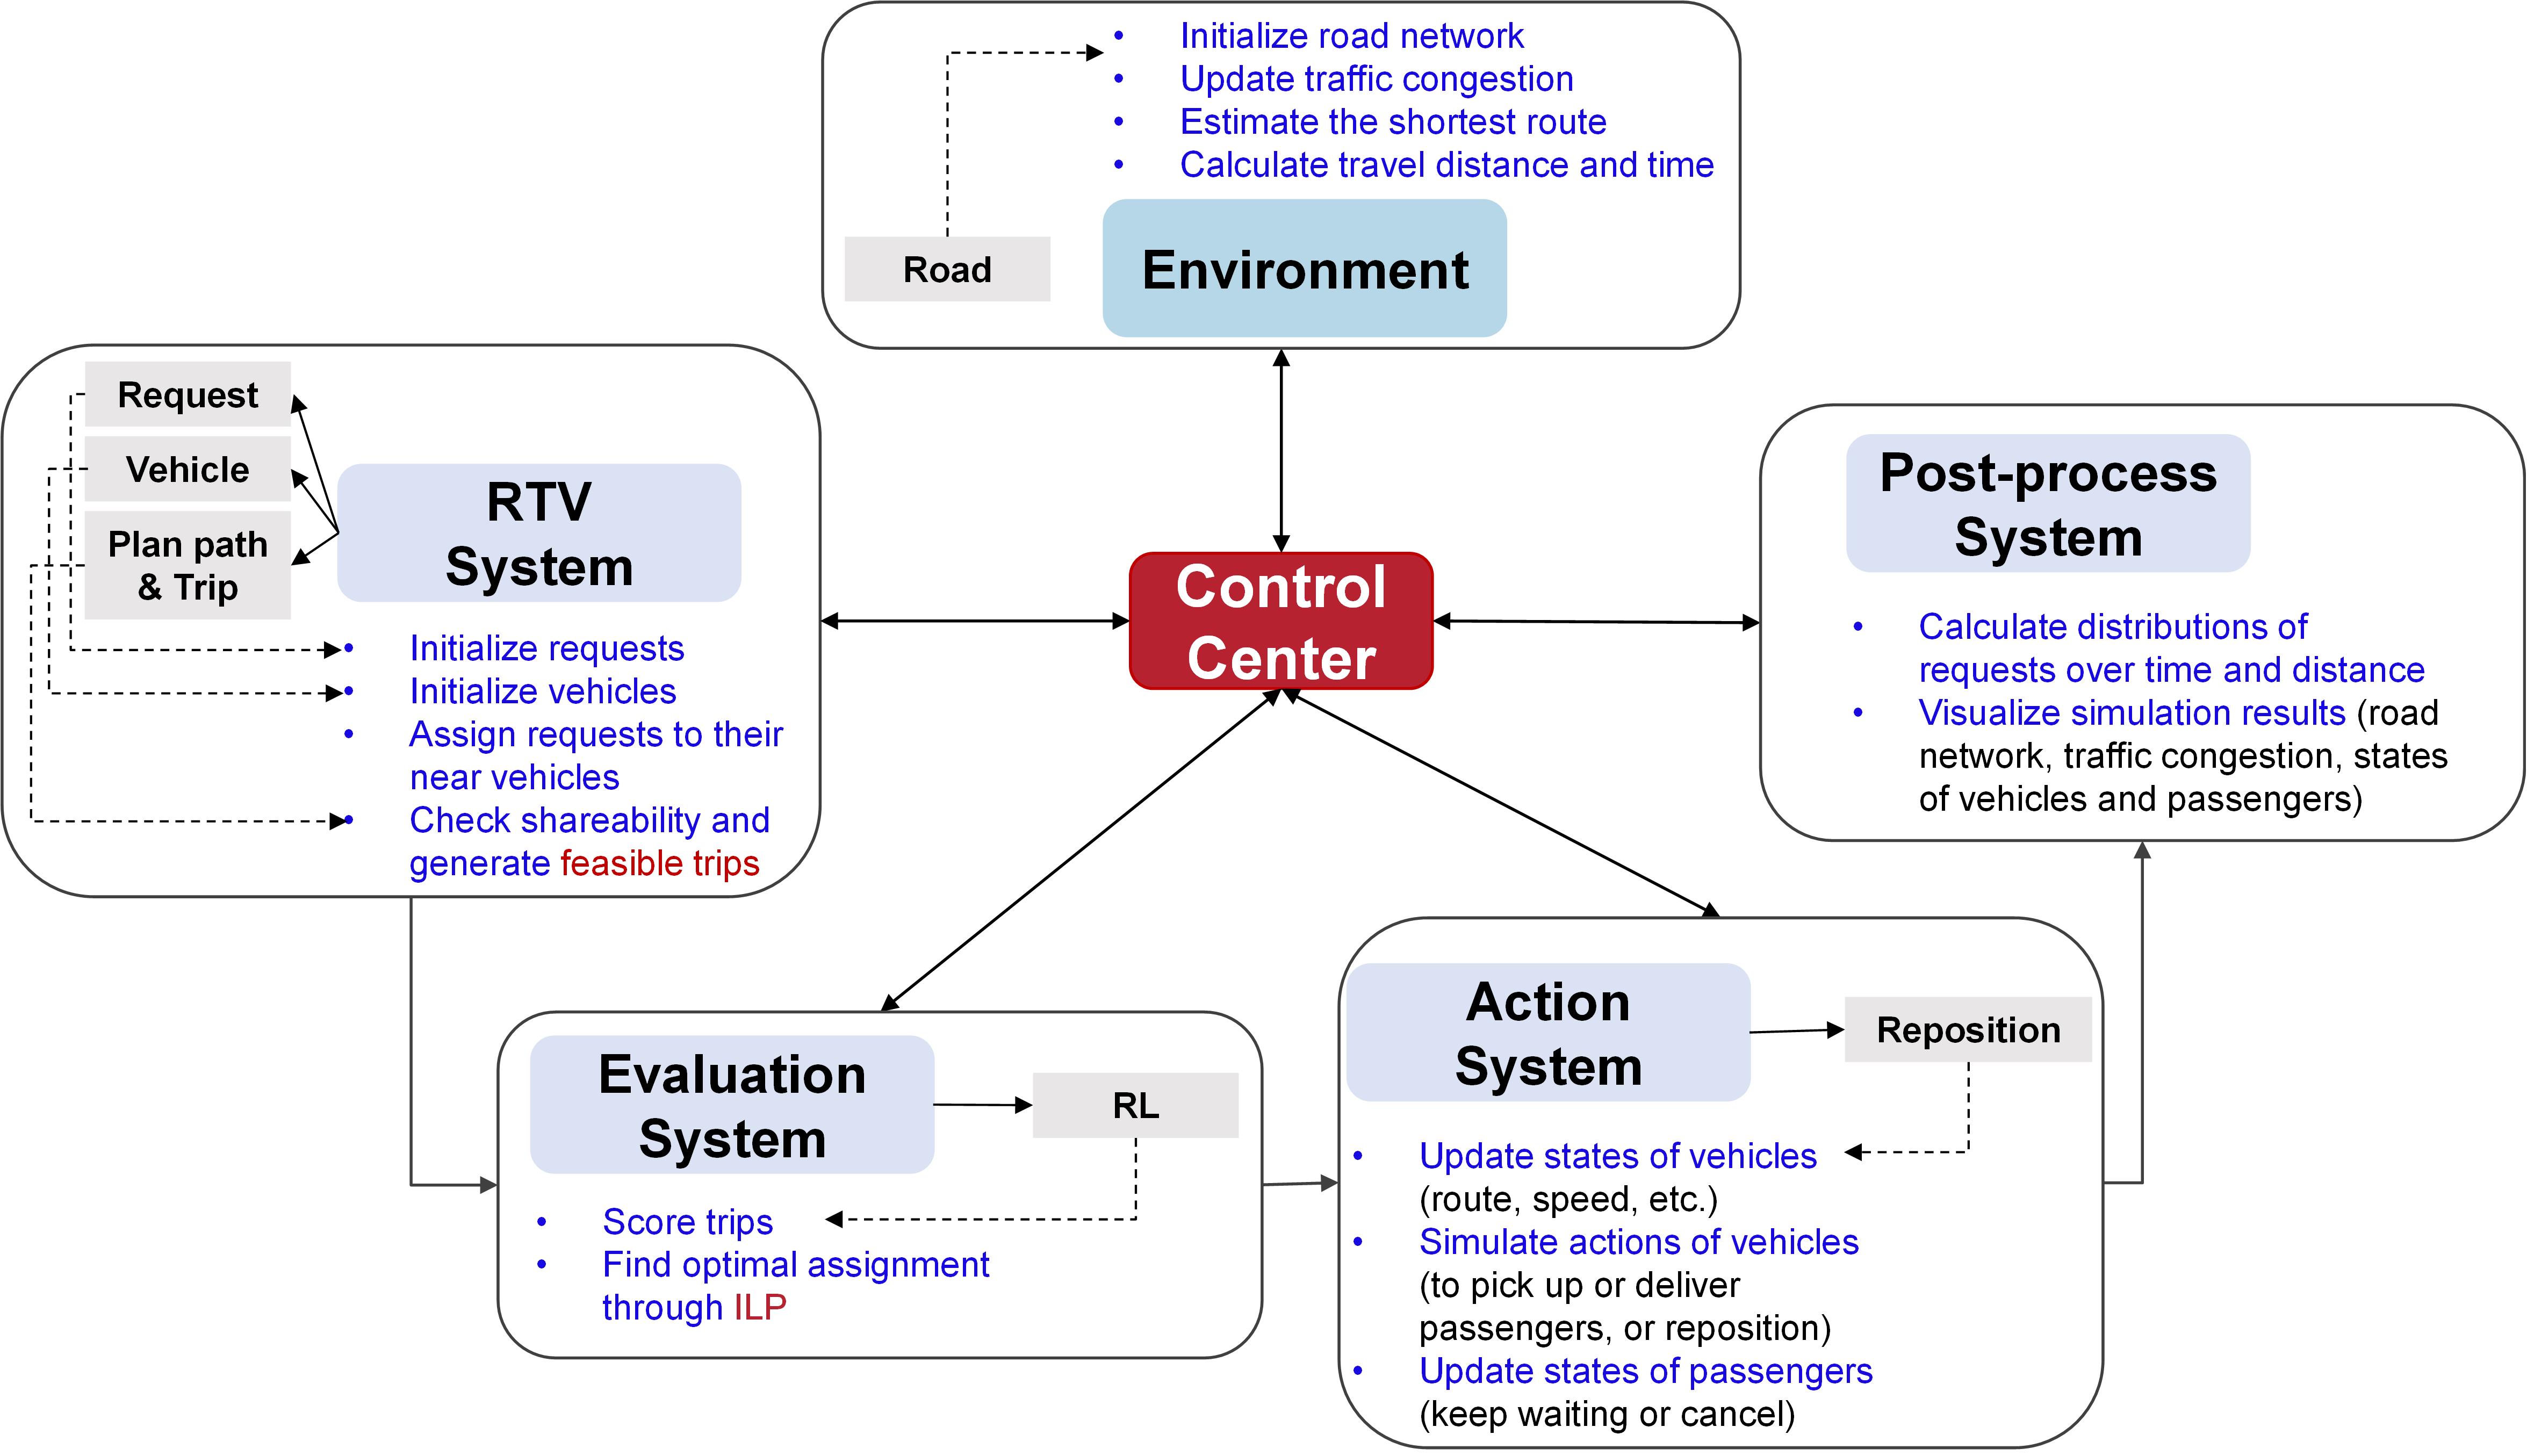 • Initialize road network
• Update traffic congestion
• Estimate the shortest route
• Calculate travel distance and time
Road
Environment
Request
Vehicle
Plan path
& Trip
RTV
System
• Initialize requests
• Initialize vehicles
• Assign requests to their
near vehicles
• Check shareability and
generate feasible trips
Control
Center
Post-process
System
• Calculate distributions of
requests over time and distance
• Visualize simulation results (road
network, traffic congestion, states
of vehicles and passengers)
Evaluation
System
RL
• Score trips
• Find optimal assignment
through ILP
Action
System
Reposition
• Update states of vehicles
(route, speed, etc.)
• Simulate actions of vehicles
(to pick up or deliver
passengers, or reposition)
• Update states of passengers
(keep waiting or cancel)